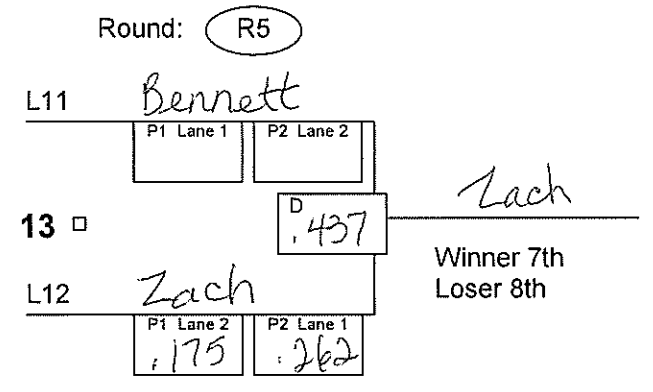 Round: R5
L11 Bennett
P1 Lane 1 P2 Lane 2
D
.437
Zach
13
Winner 7th
Loser 8th
L12 Zach
P1 Lane 2 P2 Lane 1
.175 .262